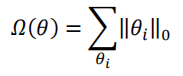 Ω(θ) = ∑_{θ_i} ‖θ_i‖_0